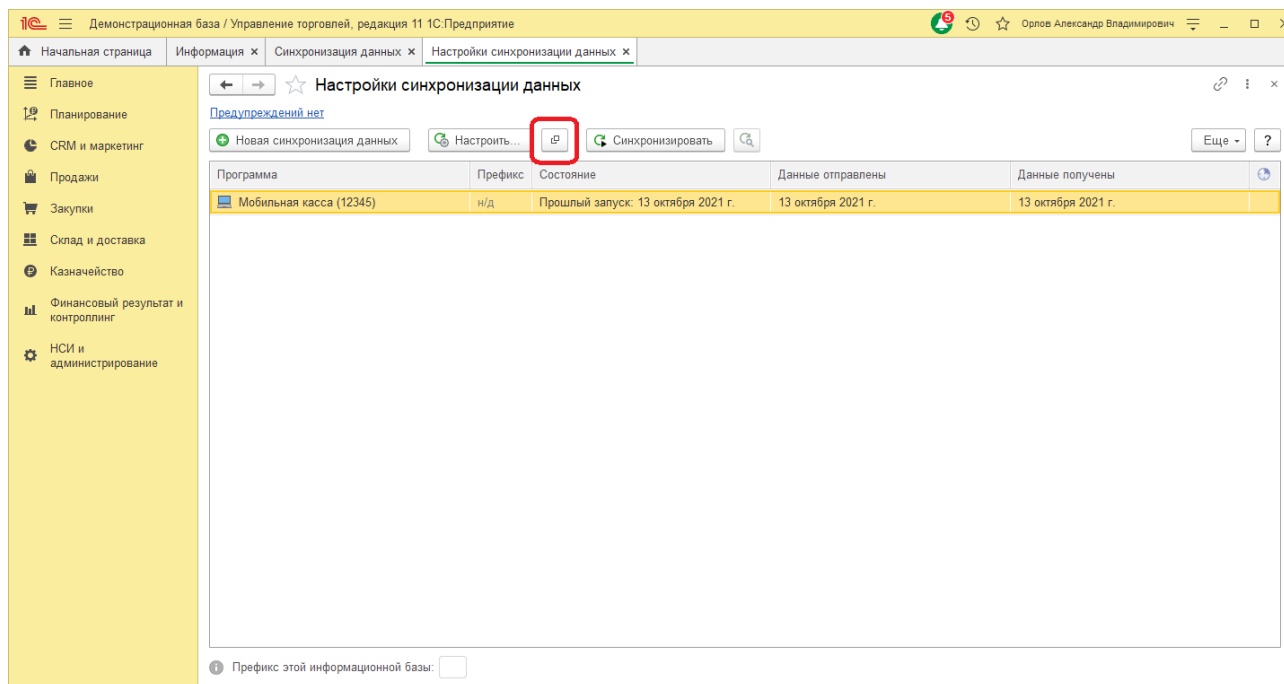 1С Демонстрационная база / Управление торговлей, редакция 11 1С:Предприятие 5 Орлов Александр Владимирович
Начальная страница Информация × Синхронизация данных × Настройки синхронизации данных ×
Главное
Планирование
CRM и маркетинг
Продажи
Закупки
Склад и доставка
Казначейство
Финансовый результат и
контроллинг
НСИ и
администрирование
Настройки синхронизации данных
Предупреждений нет
Новая синхронизация данных Настроить... Синхронизировать Еще ?
Программа Префикс Состояние Данные отправлены Данные получены
Мобильная касса (12345) н/д Прошлый запуск: 13 октября 2021 г. 13 октября 2021 г. 13 октября 2021 г.
Префикс этой информационной базы: